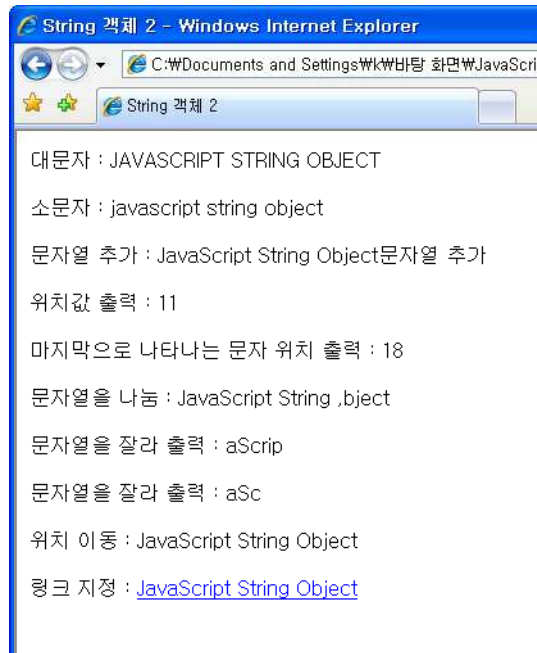 String 객체 2 - Windows Internet Explorer
C:₩Documents and Settings₩k₩바탕 화면₩JavaScri
String 객체 2
대문자 : JAVASCRIPT STRING OBJECT
소문자 : javascript string object
문자열 추가 : JavaScript String Object문자열 추가
위치값 출력 : 11
마지막으로 나타나는 문자 위치 출력 : 18
문자열을 나눔 : JavaScript String ,bject
문자열을 잘라 출력 : aScrip
문자열을 잘라 출력 : aSc
위치 이동 : JavaScript String Object
링크 지정 : JavaScript String Object